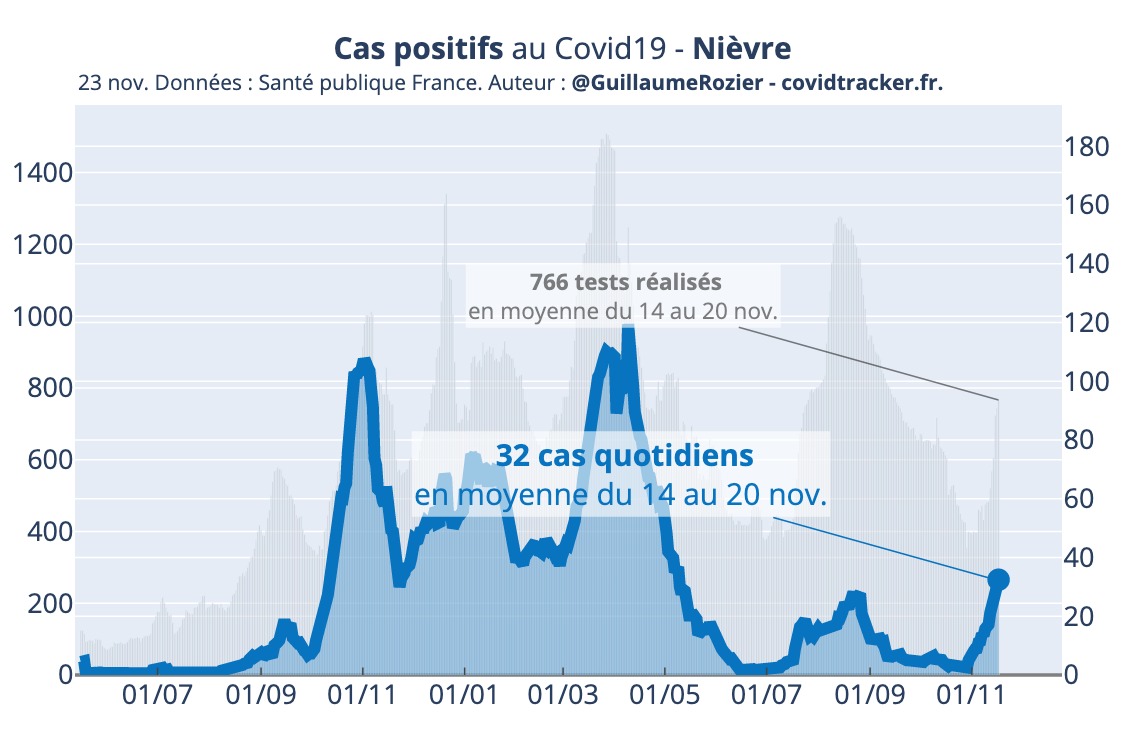 Cas positifs au Covid19 - Nièvre
23 nov. Données : Santé publique France. Auteur : @GuillaumeRozier - covidtracker.fr.
1400
1200
1000
800
600
400
200
0
180
160
140
120
100
80
60
40
20
0
766 tests réalisés
en moyenne du 14 au 20 nov.
32 cas quotidiens
en moyenne du 14 au 20 nov.
01/07 01/09 01/11 01/01 01/03 01/05 01/07 01/09 01/11